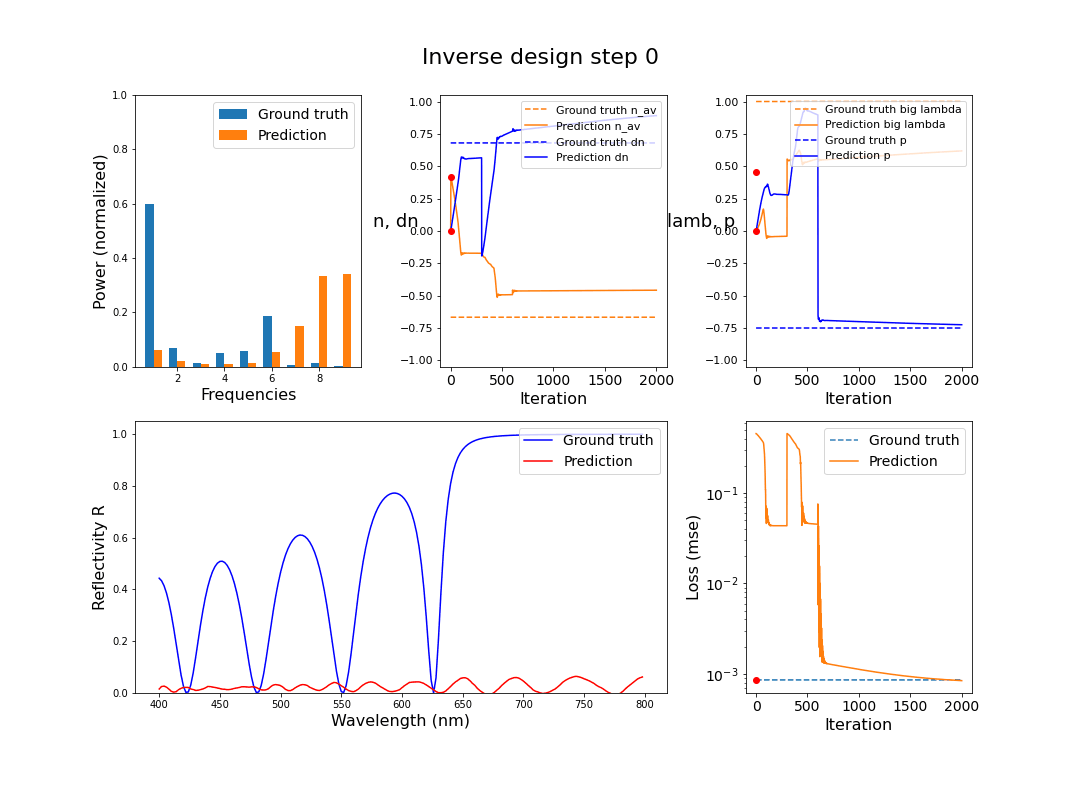 Inverse design step 0
Ground truth
Prediction
Power (normalized)
1.0
0.8
0.6
0.4
0.2
0.0
2 4 6 8
Frequencies
Ground truth n_av
Prediction n_av
Ground truth dn
Prediction dn
n, dn
1.00
0.75
0.50
0.25
0.00
−0.25
−0.50
−0.75
−1.00
0 500 1000 1500 2000
Iteration
Ground truth big lambda
Prediction big lambda
Ground truth p
Prediction p
lamb, p
1.00
0.75
0.50
0.25
0.00
−0.25
−0.50
−0.75
−1.00
0 500 1000 1500 2000
Iteration
Ground truth
Prediction
Reflectivity R
1.0
0.8
0.6
0.4
0.2
0.0
400 450 500 550 600 650 700 750 800
Wavelength (nm)
Ground truth
Prediction
Loss (mse)
10⁻¹
10⁻²
10⁻³
0 500 1000 1500 2000
Iteration